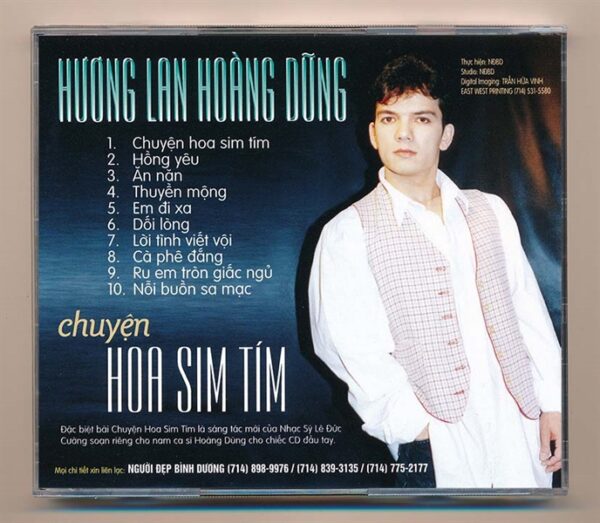 HƯƠNG LAN HOÀNG DŨNG
Thực hiện: NĐBD
Studio: NĐBD
Digital Imaging: TRẦN HỨA VINH
EAST WEST PRINTING (714) 531-5580
1. Chuyện hoa sim tím
2. Hồng yêu
3. Ăn năn
4. Thuyền mộng
5. Em đi xa
6. Dối lòng
7. Lời tình viết vội
8. Cà phê đắng
9. Ru em tròn giấc ngủ
10. Nỗi buồn sa mạc
chuyện
HOA SIM TÍM
Đặc biệt bài Chuyện Hoa Sim Tím là sáng tác mới của Nhạc Sỹ Lê Đức
Cường soạn riêng cho nam ca sĩ Hoàng Dũng cho chiếc CD đầu tay.
Mọi chi tiết xin liên lạc: NGƯỜI ĐẸP BÌNH DƯƠNG (714) 898-9976 / (714) 839-3135 / (714) 775-2177